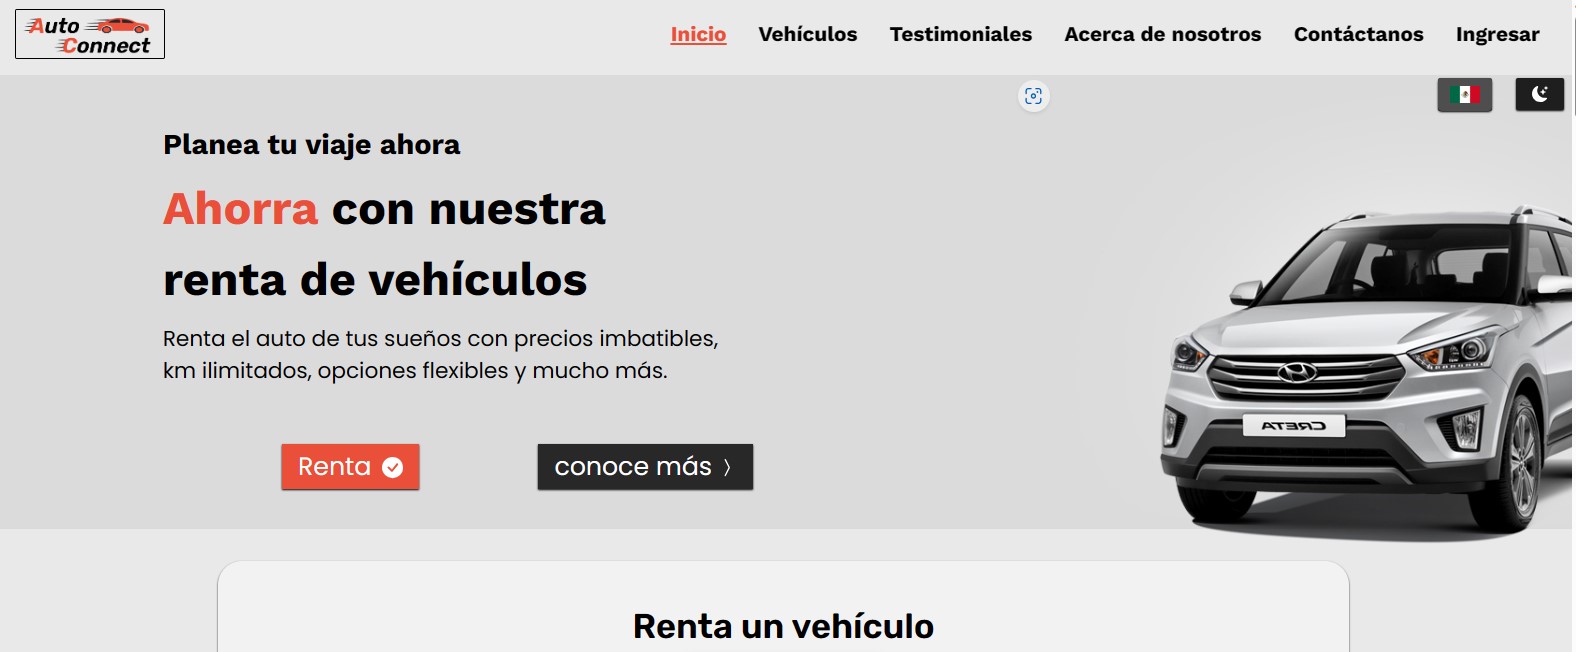 Auto
Connect
Inicio Vehículos Testimoniales Acerca de nosotros Contáctanos Ingresar
Planea tu viaje ahora
Ahorra con nuestra
renta de vehículos
Renta el auto de tus sueños con precios imbatibles,
km ilimitados, opciones flexibles y mucho más.
Renta
conoce más
CRETA
Renta un vehículo